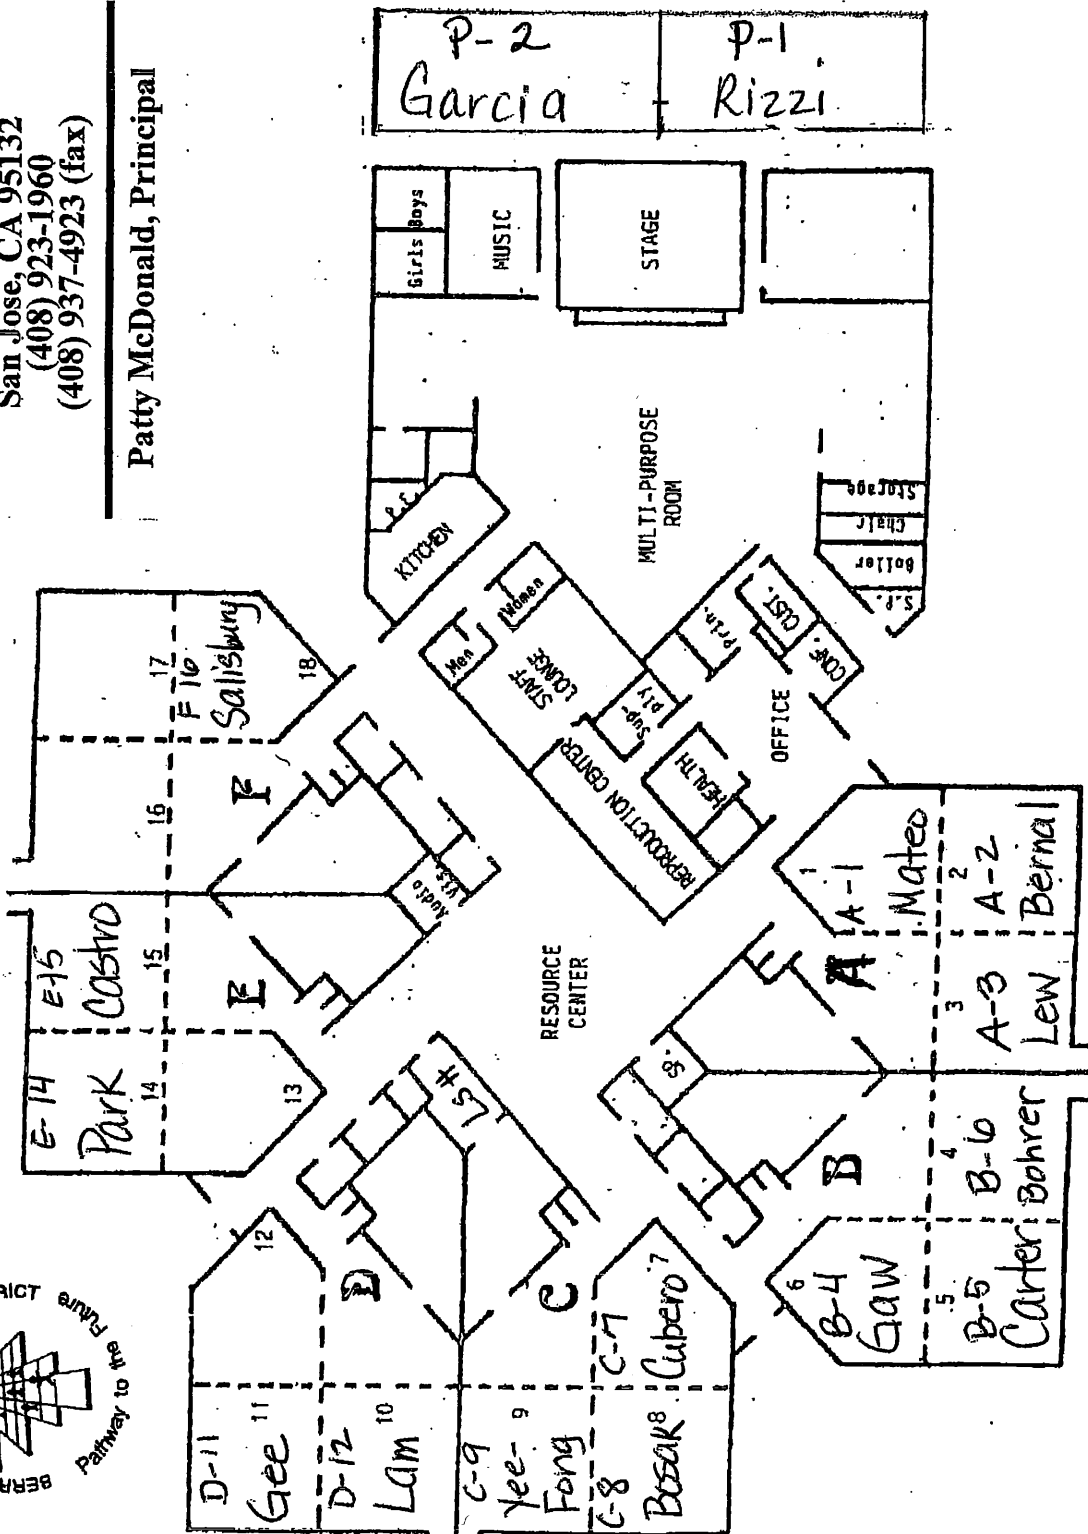 San Jose, CA 95132
(408) 923-1960
(408) 937-4923 (fax)
Patty McDonald, Principal
P-2
Garcia
P-1
Rizzi
Girls
Boys
MUSIC
STAGE
MULTI-PURPOSE
ROOM
KITCHEN
Storage
Chair
Boiler
S.P.
Men
Women
STAFF
LOUNGE
Sup-
ply
Prin.
CUST.
CONF.
OFFICE
HEALTH
REPRODUCTION CENTER
RESOURCE
CENTER
Audio
Vis.
LSH
Sp.
17
F 16
Salisbury
18
16
F
E-15
Castro
15
E
E-14
Park
14
13
12
D
D-11
Gee
11
D-12
Lam
10
C-9
Yee-
Fong
9
C
C-8
Bosak
8
C-7
Cubero
7
6
B-4
Gaw
5
B-5
Carter
B
4
B-6
Bohrer
A
3
A-3
Lew
1
A-1
Mateo
2
A-2
Bernal
RICT
Pathway to the Future